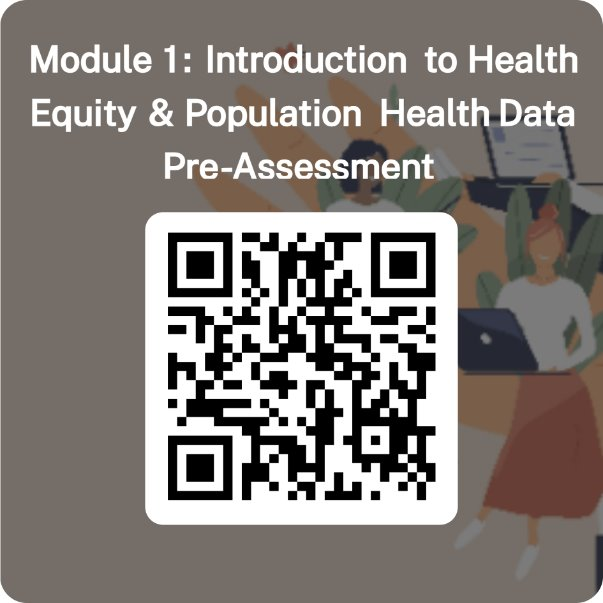 Module 1: Introduction to Health
Equity & Population Health Data
Pre-Assessment